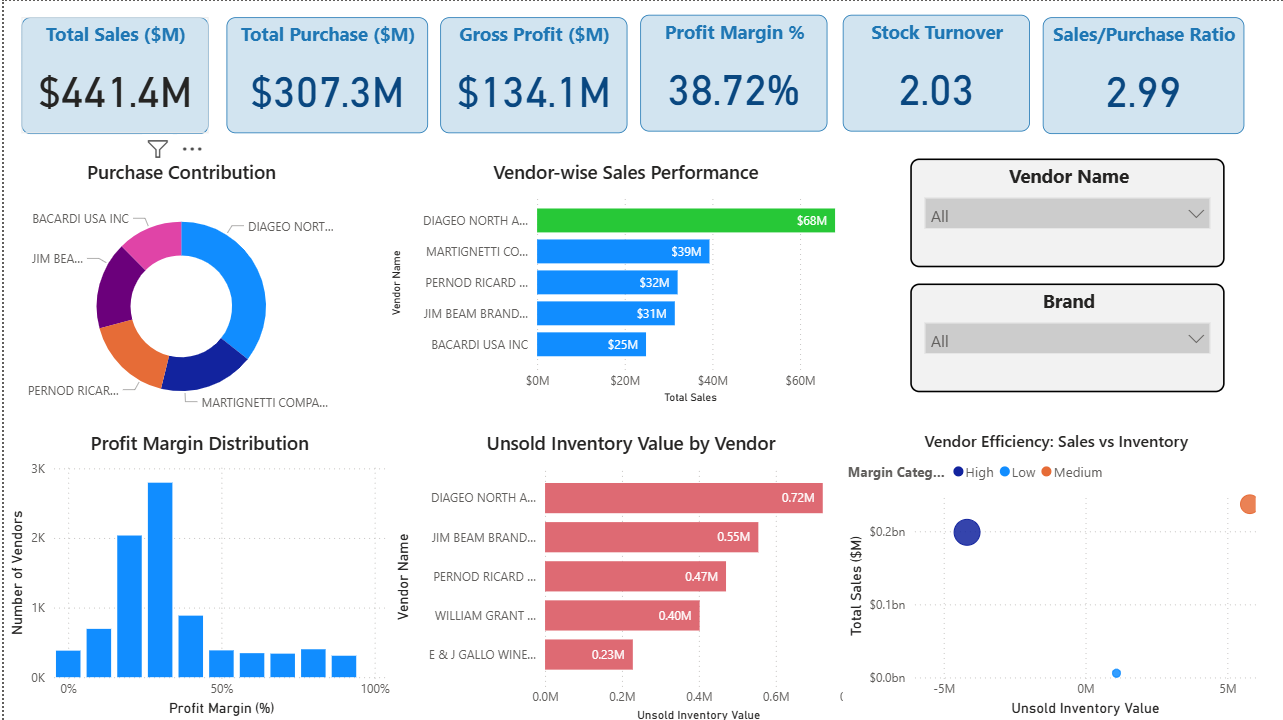 Total Sales ($M)
$441.4M
Total Purchase ($M)
$307.3M
Gross Profit ($M)
$134.1M
Profit Margin %
38.72%
Stock Turnover
2.03
Sales/Purchase Ratio
2.99
Purchase Contribution
BACARDI USA INC
DIAGEO NORT...
JIM BEA...
PERNOD RICAR...
MARTIGNETTI COMPA...
Vendor-wise Sales Performance
Vendor Name
DIAGEO NORTH A...
$68M
MARTIGNETTI CO...
$39M
PERNOD RICARD ...
$32M
JIM BEAM BRAND...
$31M
BACARDI USA INC
$25M
$0M
$20M
$40M
$60M
Total Sales
Vendor Name
All
Brand
All
Profit Margin Distribution
Number of Vendors
3K
2K
1K
0K
0%
50%
100%
Profit Margin (%)
Unsold Inventory Value by Vendor
Vendor Name
DIAGEO NORTH A...
0.72M
JIM BEAM BRAND...
0.55M
PERNOD RICARD ...
0.47M
WILLIAM GRANT ...
0.40M
E & J GALLO WINE...
0.23M
0.0M
0.2M
0.4M
0.6M
Unsold Inventory Value
Vendor Efficiency: Sales vs Inventory
Margin Categ...
High
Low
Medium
Total Sales ($M)
$0.2bn
$0.1bn
$0.0bn
-5M
0M
5M
Unsold Inventory Value